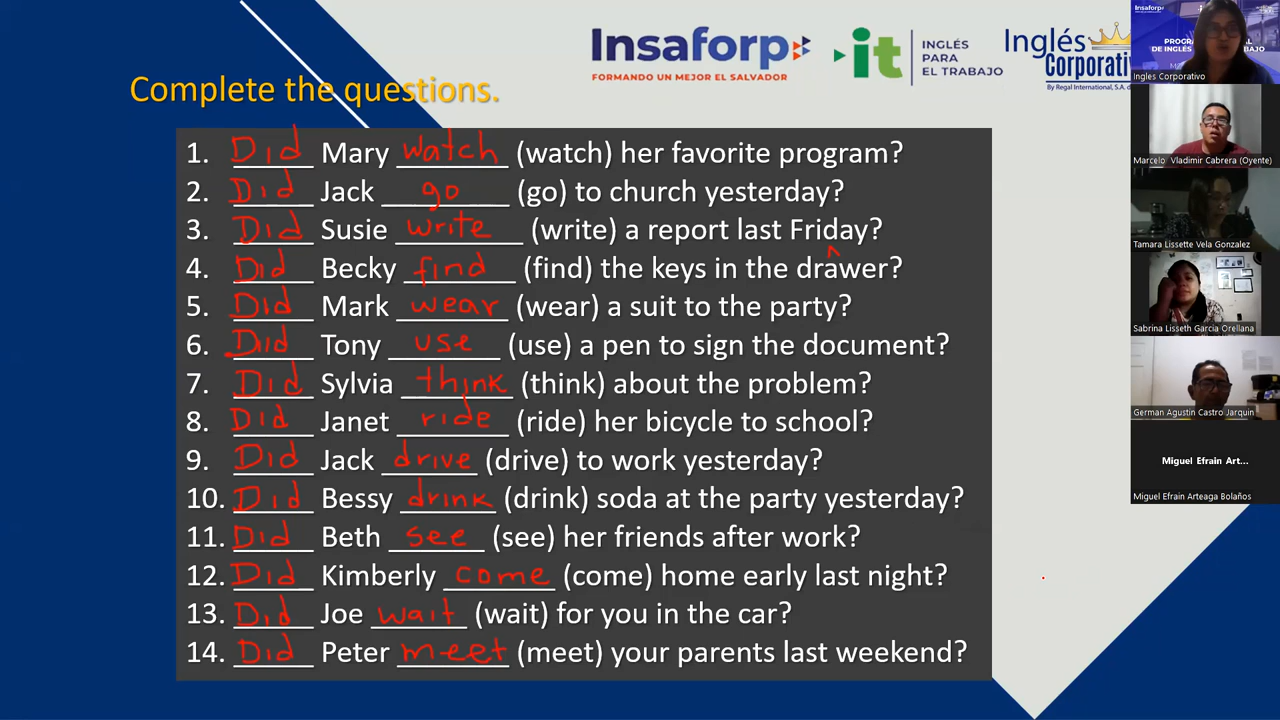 Insaforp
FORMANDO UN MEJOR EL SALVADOR
it
INGLÉS
PARA
EL TRABAJO
Inglés
Corporativ
By Regal International, S.A. d
Complete the questions.
1. Did Mary watch (watch) her favorite program?
2. Did Jack go (go) to church yesterday?
3. Did Susie write (write) a report last Friday?
4. Did Becky find (find) the keys in the drawer?
5. Did Mark wear (wear) a suit to the party?
6. Did Tony use (use) a pen to sign the document?
7. Did Sylvia think (think) about the problem?
8. Did Janet ride (ride) her bicycle to school?
9. Did Jack drive (drive) to work yesterday?
10. Did Bessy drink (drink) soda at the party yesterday?
11. Did Beth see (see) her friends after work?
12. Did Kimberly come (come) home early last night?
13. Did Joe wait (wait) for you in the car?
14. Did Peter meet (meet) your parents last weekend?
Insaforp
Ingles Corporativo
Marcelo Vladimir Cabrera (Oyente)
Tamara Lissette Vela Gonzalez
Sabrina Lisseth Garcia Orellana
German Agustin Castro Jarquin
Miguel Efrain Art...
Miguel Efrain Arteaga Bolaños